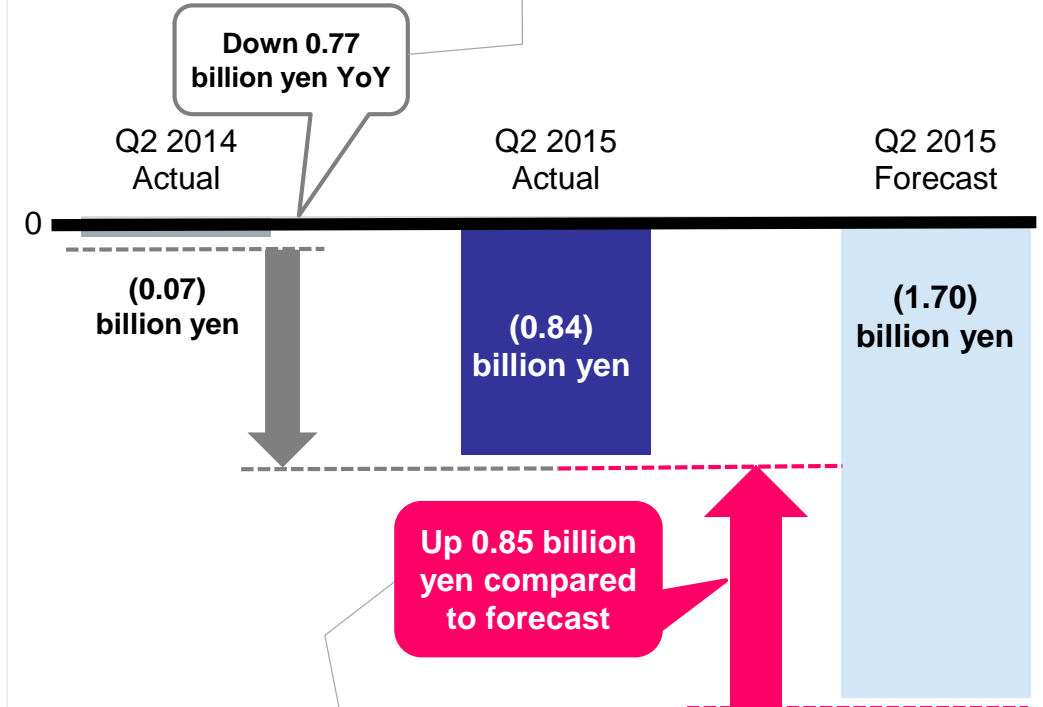 Down 0.77
billion yen YoY
Q2 2014
Actual
Q2 2015
Actual
Q2 2015
Forecast
0
(0.07)
billion yen
(0.84)
billion yen
(1.70)
billion yen
Up 0.85 billion
yen compared
to forecast